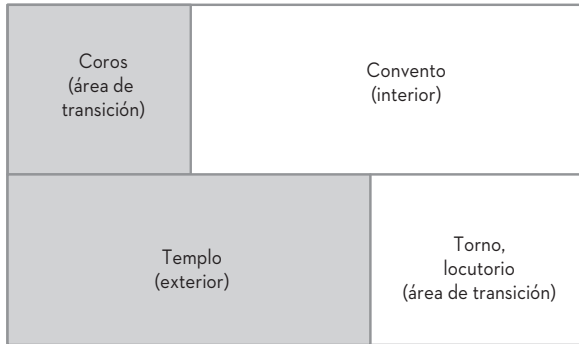 Coros
(área de
transición)
Convento
(interior)
Templo
(exterior)
Torno,
locutorio
(área de transición)